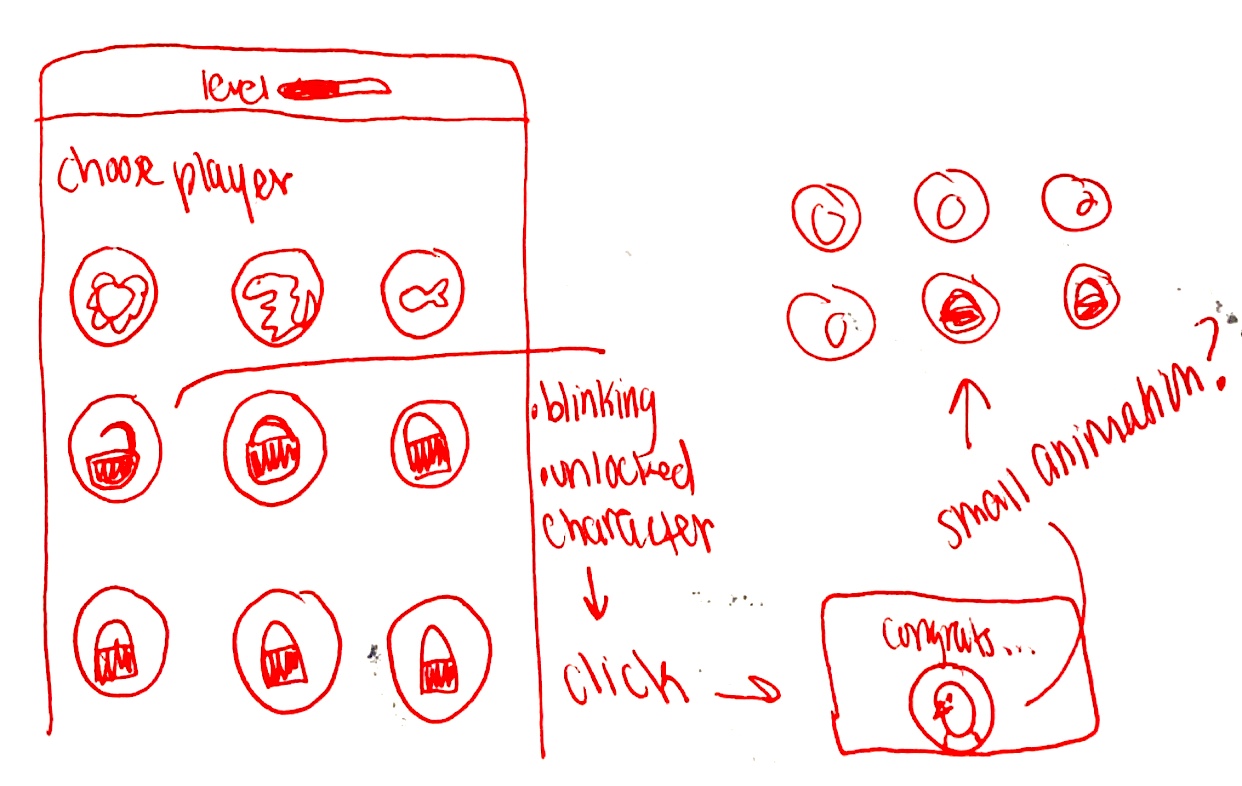 level
choose player
• blinking
• unlocked
character
click
congrats...
small animation?